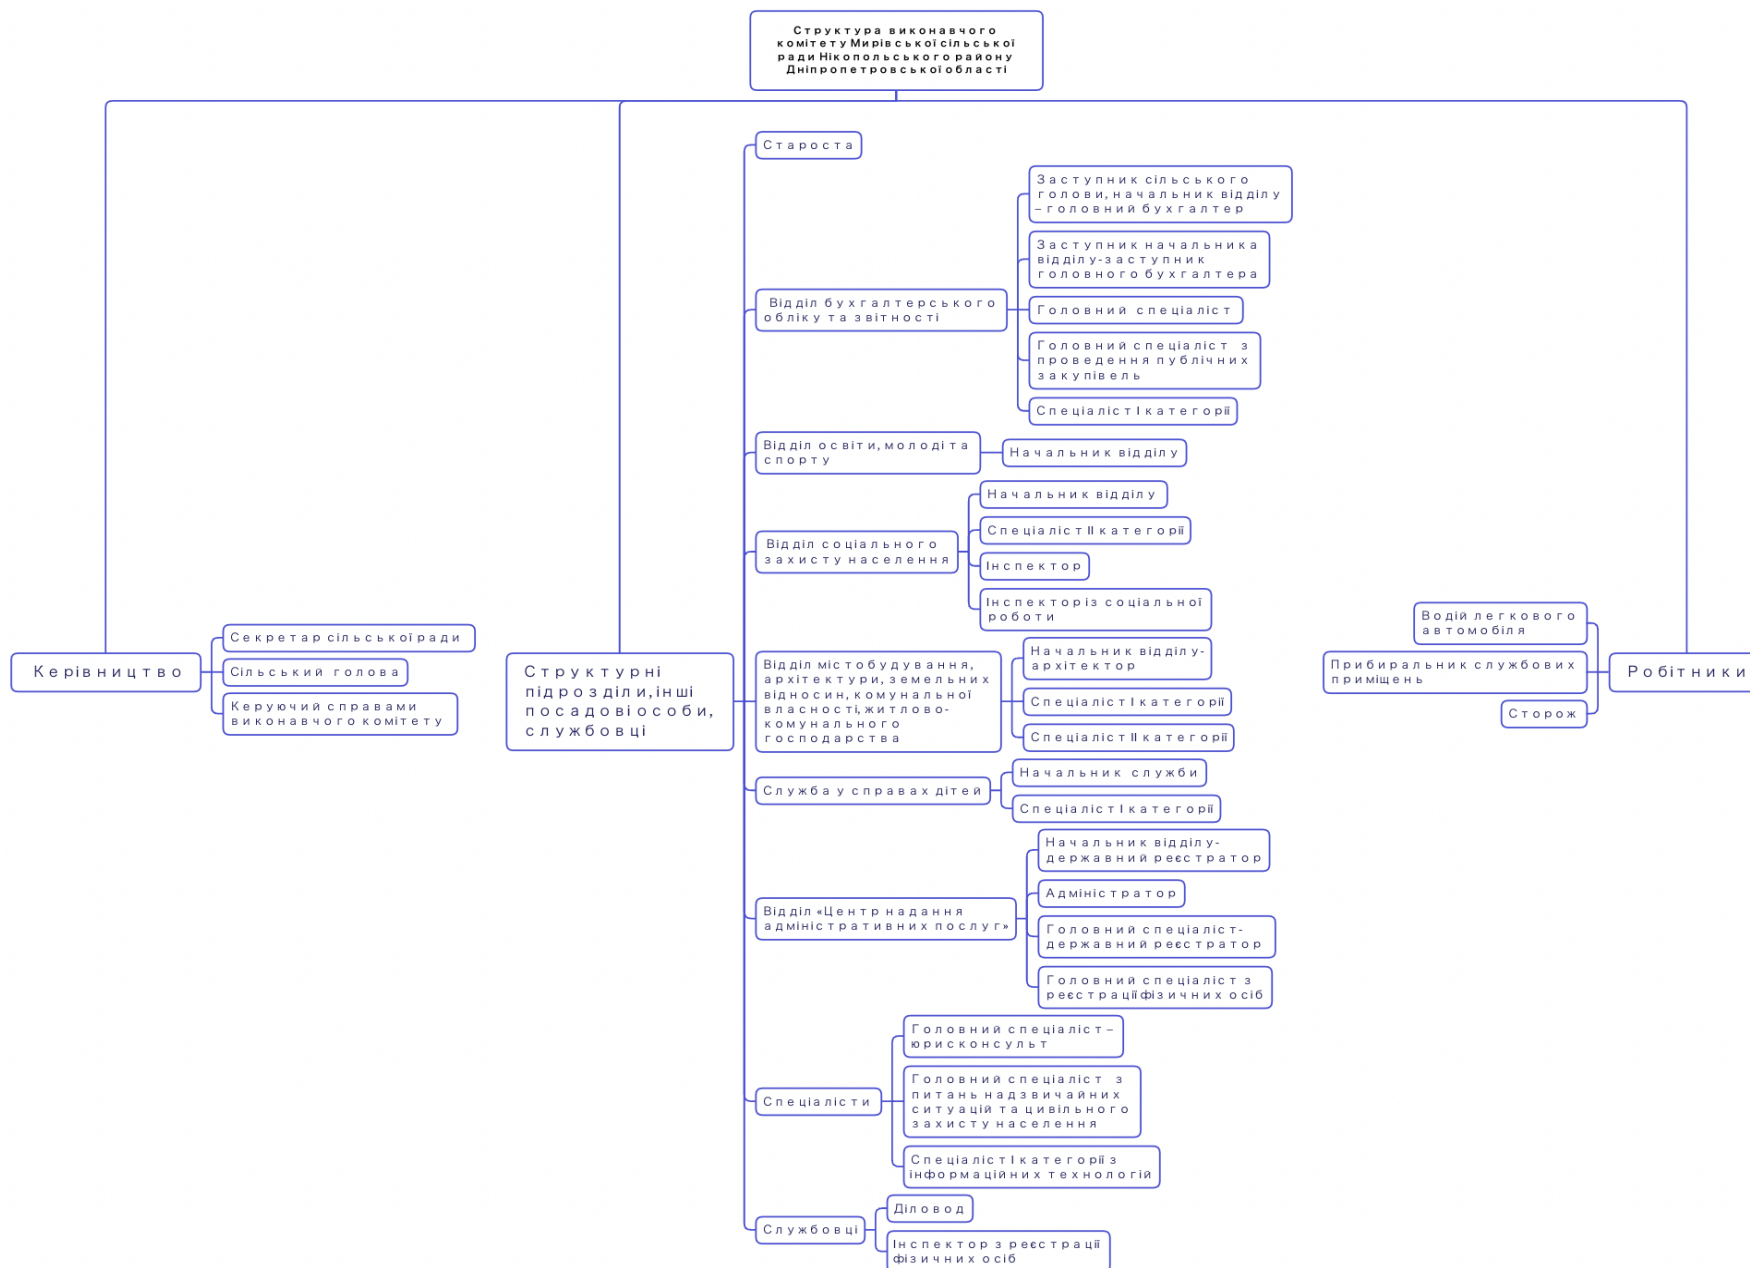 Структура виконавчого
комітету Мирівської сільської
ради Нікопольського району
Дніпропетровської області
Керівництво
Секретар сільської ради
Сільський голова
Керуючий справами
виконавчого комітету
Структурні
підрозділи, інші
посадові особи,
службовці
Староста
Відділ бухгалтерського
обліку та звітності
Заступник сільського
голови, начальник відділу
– головний бухгалтер
Заступник начальника
відділу-заступник
головного бухгалтера
Головний спеціаліст
Головний спеціаліст з
проведення публічних
закупівель
Спеціаліст І категорії
Відділ освіти, молоді та
спорту
Начальник відділу
Відділ соціального
захисту населення
Начальник відділу
Спеціаліст ІІ категорії
Інспектор
Інспектор із соціальної
роботи
Відділ містобудування,
архітектури, земельних
відносин, комунальної
власності, житлово-
комунального
господарства
Начальник відділу-
архітектор
Спеціаліст І категорії
Спеціаліст ІІ категорії
Служба у справах дітей
Начальник служби
Спеціаліст І категорії
Відділ «Центр надання
адміністративних послуг»
Начальник відділу-
державний реєстратор
Адміністратор
Головний спеціаліст-
державний реєстратор
Головний спеціаліст з
реєстрації фізичних осіб
Спеціалісти
Головний спеціаліст –
юрисконсульт
Головний спеціаліст з
питань надзвичайних
ситуацій та цивільного
захисту населення
Спеціаліст І категорії з
інформаційних технологій
Службовці
Діловод
Інспектор з реєстрації
фізичних осіб
Робітники
Водій легкового
автомобіля
Прибиральник службових
приміщень
Сторож